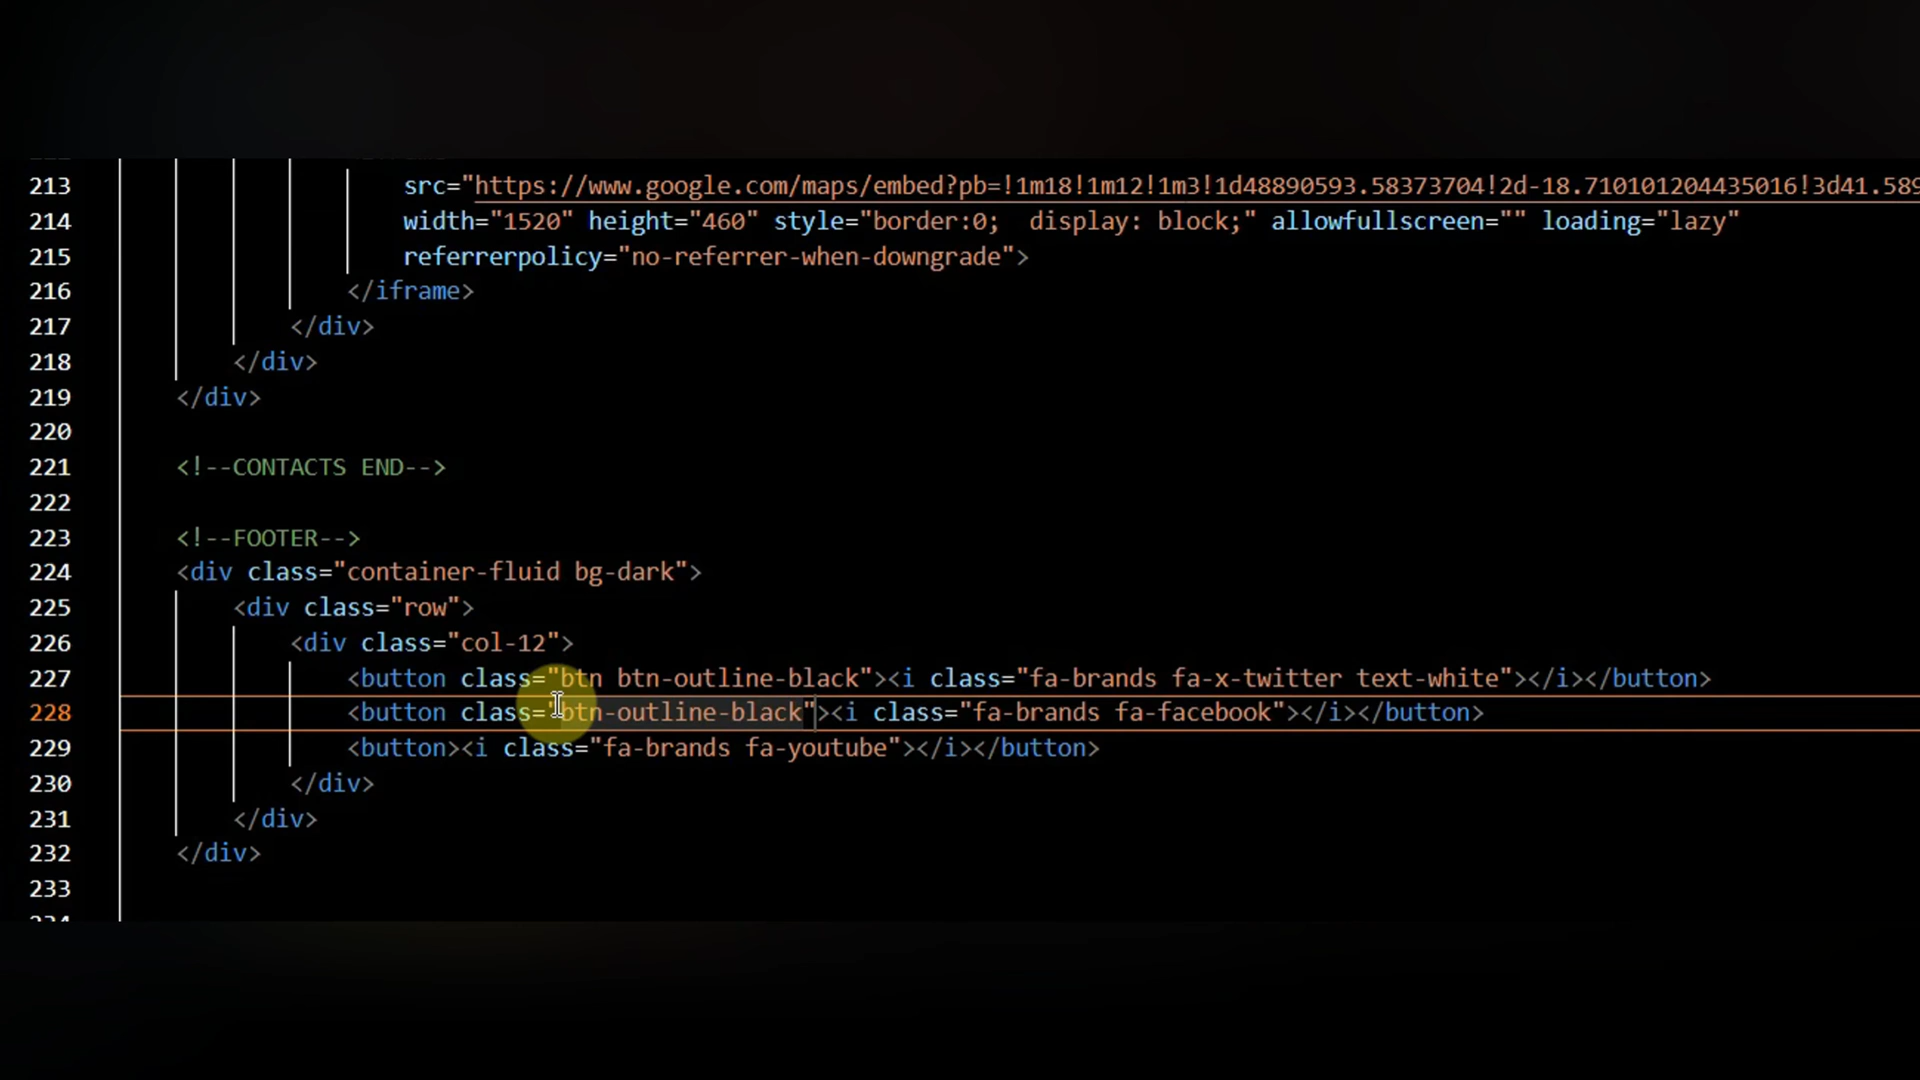 213 src="https://www.google.com/maps/embed?pb=!1m18!1m12!1m3!1d48890593.58373704!2d-18.710101204435016!3d41.589
214 width="1520" height="460" style="border:0;  display: block;" allowfullscreen="" loading="lazy"
215 referrerpolicy="no-referrer-when-downgrade">
216 </iframe>
217 </div>
218 </div>
219 </div>
220
221 <!--CONTACTS END-->
222
223 <!--FOOTER-->
224 <div class="container-fluid bg-dark">
225 <div class="row">
226 <div class="col-12">
227 <button class="btn btn-outline-black"><i class="fa-brands fa-x-twitter text-white"></i></button>
228 <button class="btn-outline-black"><i class="fa-brands fa-facebook"></i></button>
229 <button><i class="fa-brands fa-youtube"></i></button>
230 </div>
231 </div>
232 </div>
233